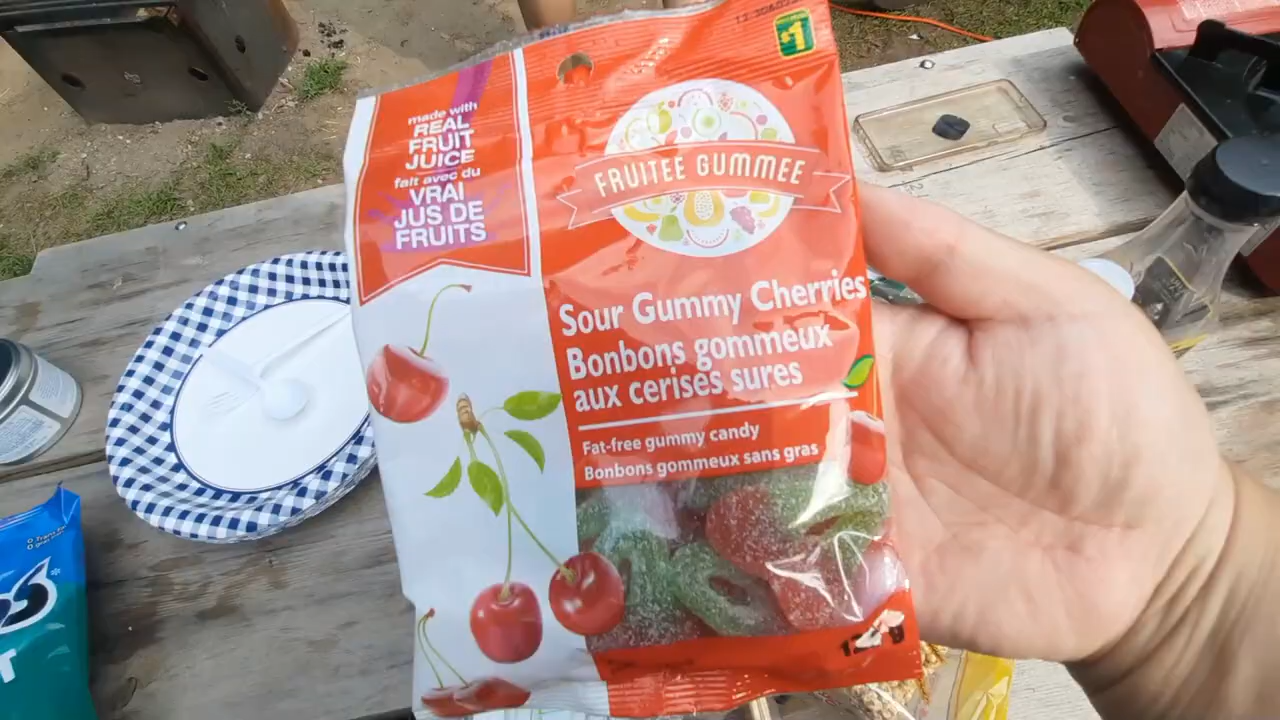 $1
made with
REAL
FRUIT
JUICE
fait avec du
VRAI
JUS DE
FRUITS
FRUITEE GUMMEE
Sour Gummy Cherries
Bonbons gommeux
aux cerises sures
Fat-free gummy candy
Bonbons gommeux sans gras